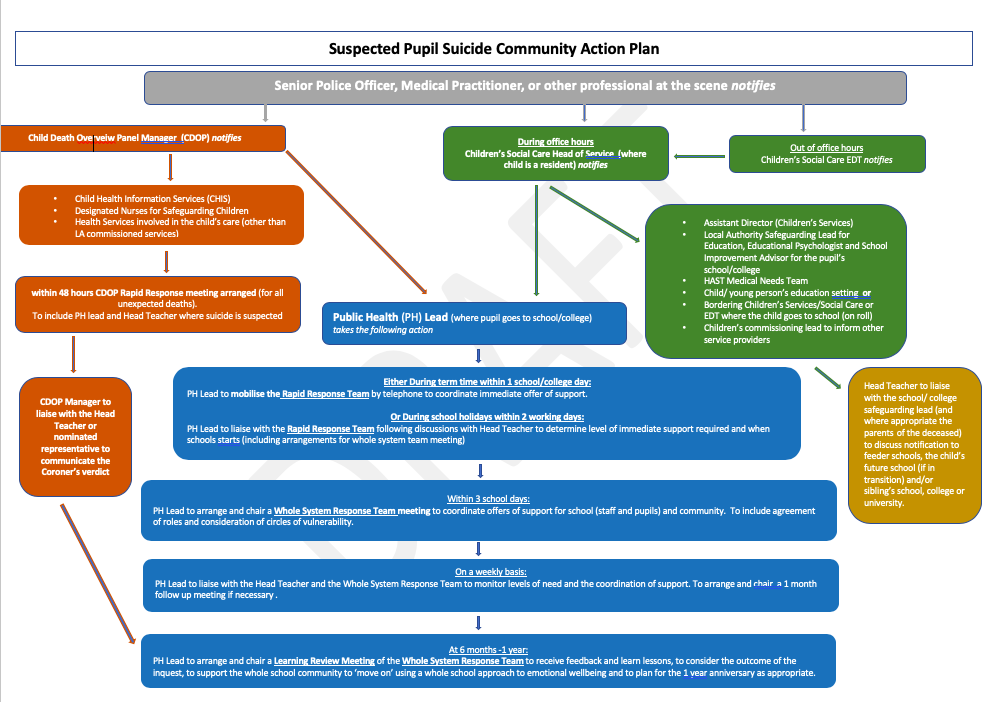 Suspected Pupil Suicide Community Action Plan
Senior Police Officer, Medical Practitioner, or other professional at the scene notifies
Child Death Overveiw Panel Manager (CDOP) notifies
During office hours
Children's Social Care Head of Service (where
child is a resident) notifies
Out of office hours
Children's Social Care EDT notifies
• Child Health Information Services (CHIS)
• Designated Nurses for Safeguarding Children
• Health Services involved in the child's care (other than
LA commissioned services)
• Assistant Director (Children's Services)
• Local Authority Safeguarding Lead for
Education, Educational Psychologist and School
Improvement Advisor for the pupil's
school/college
• HAST Medical Needs Team
• Child/ young person's education setting or
• Bordering Children's Services/Social Care or
EDT where the child goes to school (on roll)
• Children's commissioning lead to inform other
service providers
within 48 hours CDOP Rapid Response meeting arranged (for all
unexpected deaths).
To include PH lead and Head Teacher where suicide is suspected
Public Health (PH) Lead (where pupil goes to school/college)
takes the following action
Either During term time within 1 school/college day:
PH Lead to mobilise the Rapid Response Team by telephone to coordinate immediate offer of support.
Or During school holidays within 2 working days:
PH Lead to liaise with the Rapid Response Team following discussions with Head Teacher to determine level of immediate support required and when
schools starts (including arrangements for whole system team meeting)
CDOP Manager to
liaise with the Head
Teacher or
nominated
representative to
communicate the
Coroner's verdict
Head Teacher to liaise
with the school/ college
safeguarding lead (and
where appropriate the
parents of the deceased)
to discuss notification to
feeder schools, the child's
future school (if in
transition) and/or
sibling's school, college or
university.
Within 3 school days:
PH Lead to arrange and chair a Whole System Response Team meeting to coordinate offers of support for school (staff and pupils) and community. To include agreement
of roles and consideration of circles of vulnerability.
On a weekly basis:
PH Lead to liaise with the Head Teacher and the Whole System Response Team to monitor levels of need and the coordination of support. To arrange and chair a 1 month
follow up meeting if necessary .
At 6 months -1 year:
PH Lead to arrange and chair a Learning Review Meeting of the Whole System Response Team to receive feedback and learn lessons, to consider the outcome of the
inquest, to support the whole school community to 'move on' using a whole school approach to emotional wellbeing and to plan for the 1 year anniversary as appropriate.
DRAFT